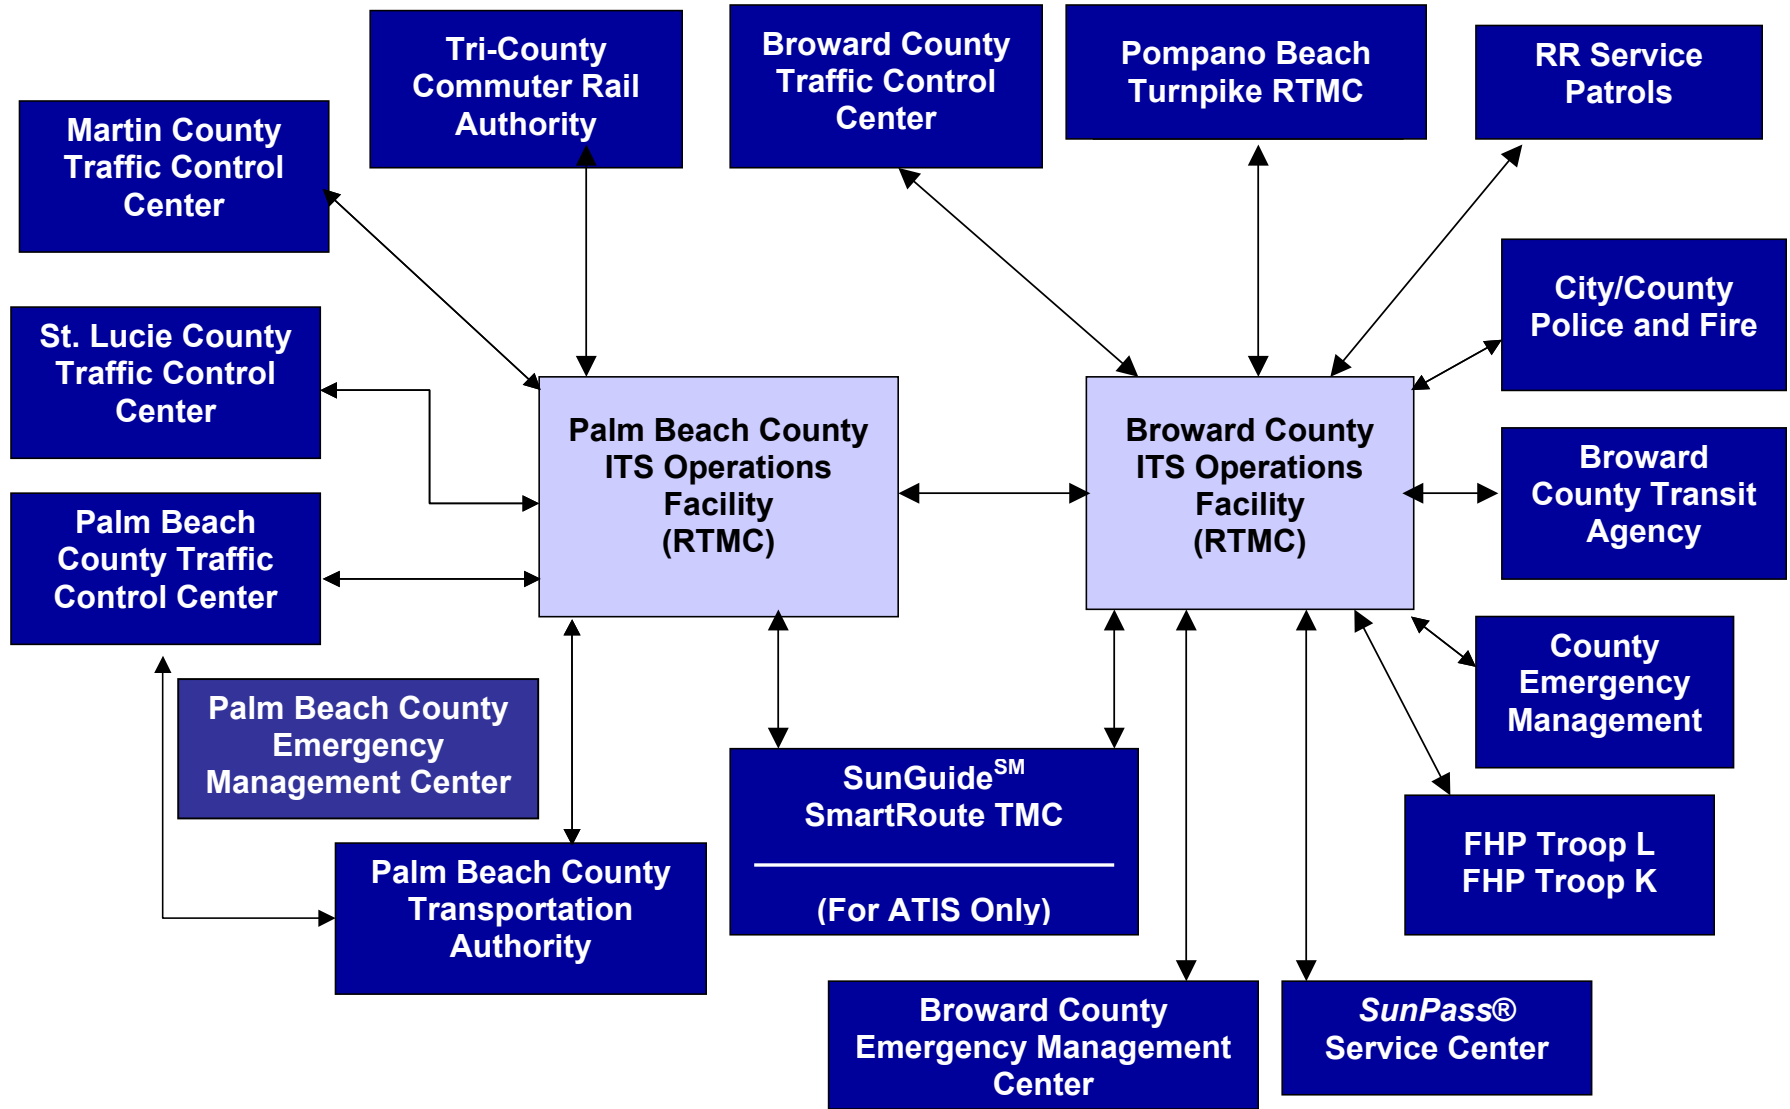 Tri-County
Commuter Rail
Authority
Broward County
Traffic Control
Center
Pompano Beach
Turnpike RTMC
RR Service
Patrols
Martin County
Traffic Control
Center
City/County
Police and Fire
St. Lucie County
Traffic Control
Center
Palm Beach County
ITS Operations
Facility
(RTMC)
Broward County
ITS Operations
Facility
(RTMC)
Broward
County Transit
Agency
Palm Beach
County Traffic
Control Center
County
Emergency
Management
Palm Beach County
Emergency
Management Center
SunGuideSM
SmartRoute TMC
(For ATIS Only)
FHP Troop L
FHP Troop K
Palm Beach County
Transportation
Authority
Broward County
Emergency Management
Center
SunPass®
Service Center